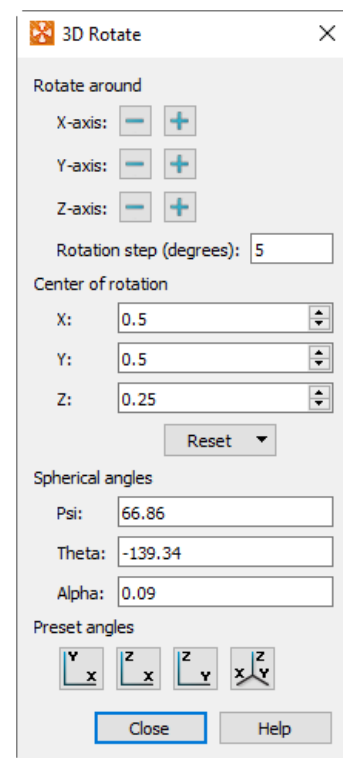 3D Rotate
Rotate around
X-axis:
Y-axis:
Z-axis:
Rotation step (degrees): 5
Center of rotation
X: 0.5
Y: 0.5
Z: 0.25
Reset
Spherical angles
Psi: 66.86
Theta: -139.34
Alpha: 0.09
Preset angles
Y X Z X Z Y X Z Y
Close Help